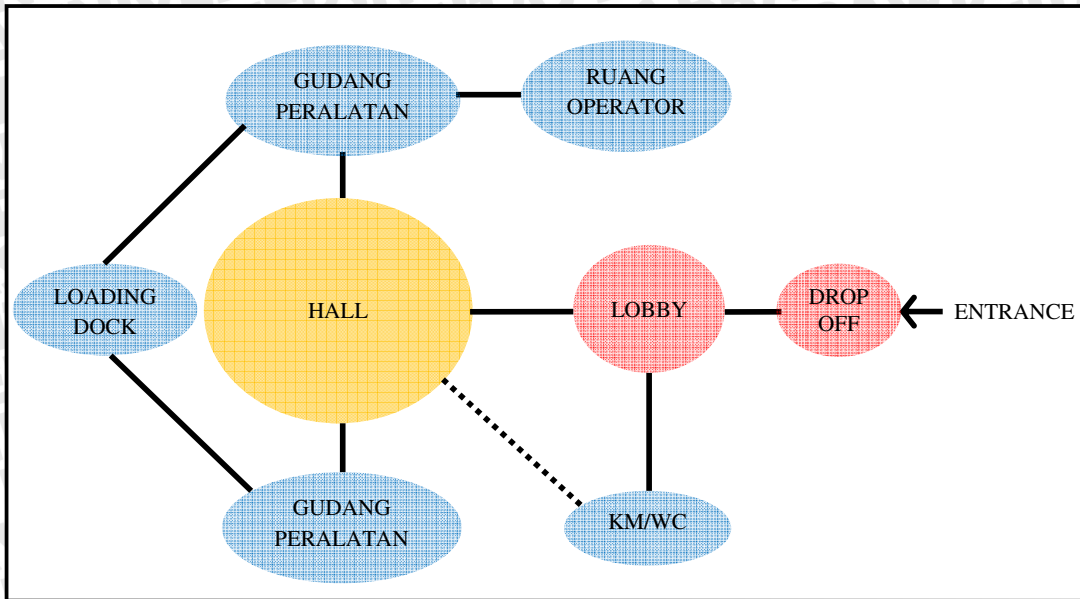 GUDANG
PERALATAN
RUANG
OPERATOR
LOADING
DOCK
HALL
LOBBY
DROP
OFF
ENTRANCE
GUDANG
PERALATAN
KM/WC